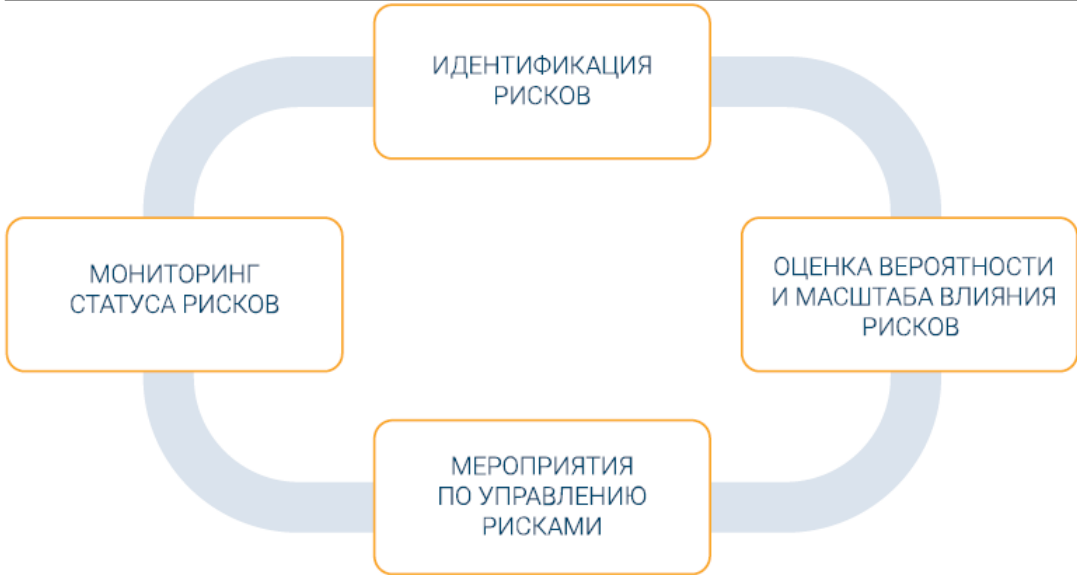 ИДЕНТИФИКАЦИЯ
РИСКОВ
ОЦЕНКА ВЕРОЯТНОСТИ
И МАСШТАБА ВЛИЯНИЯ
РИСКОВ
МЕРОПРИЯТИЯ
ПО УПРАВЛЕНИЮ
РИСКАМИ
МОНИТОРИНГ
СТАТУСА РИСКОВ